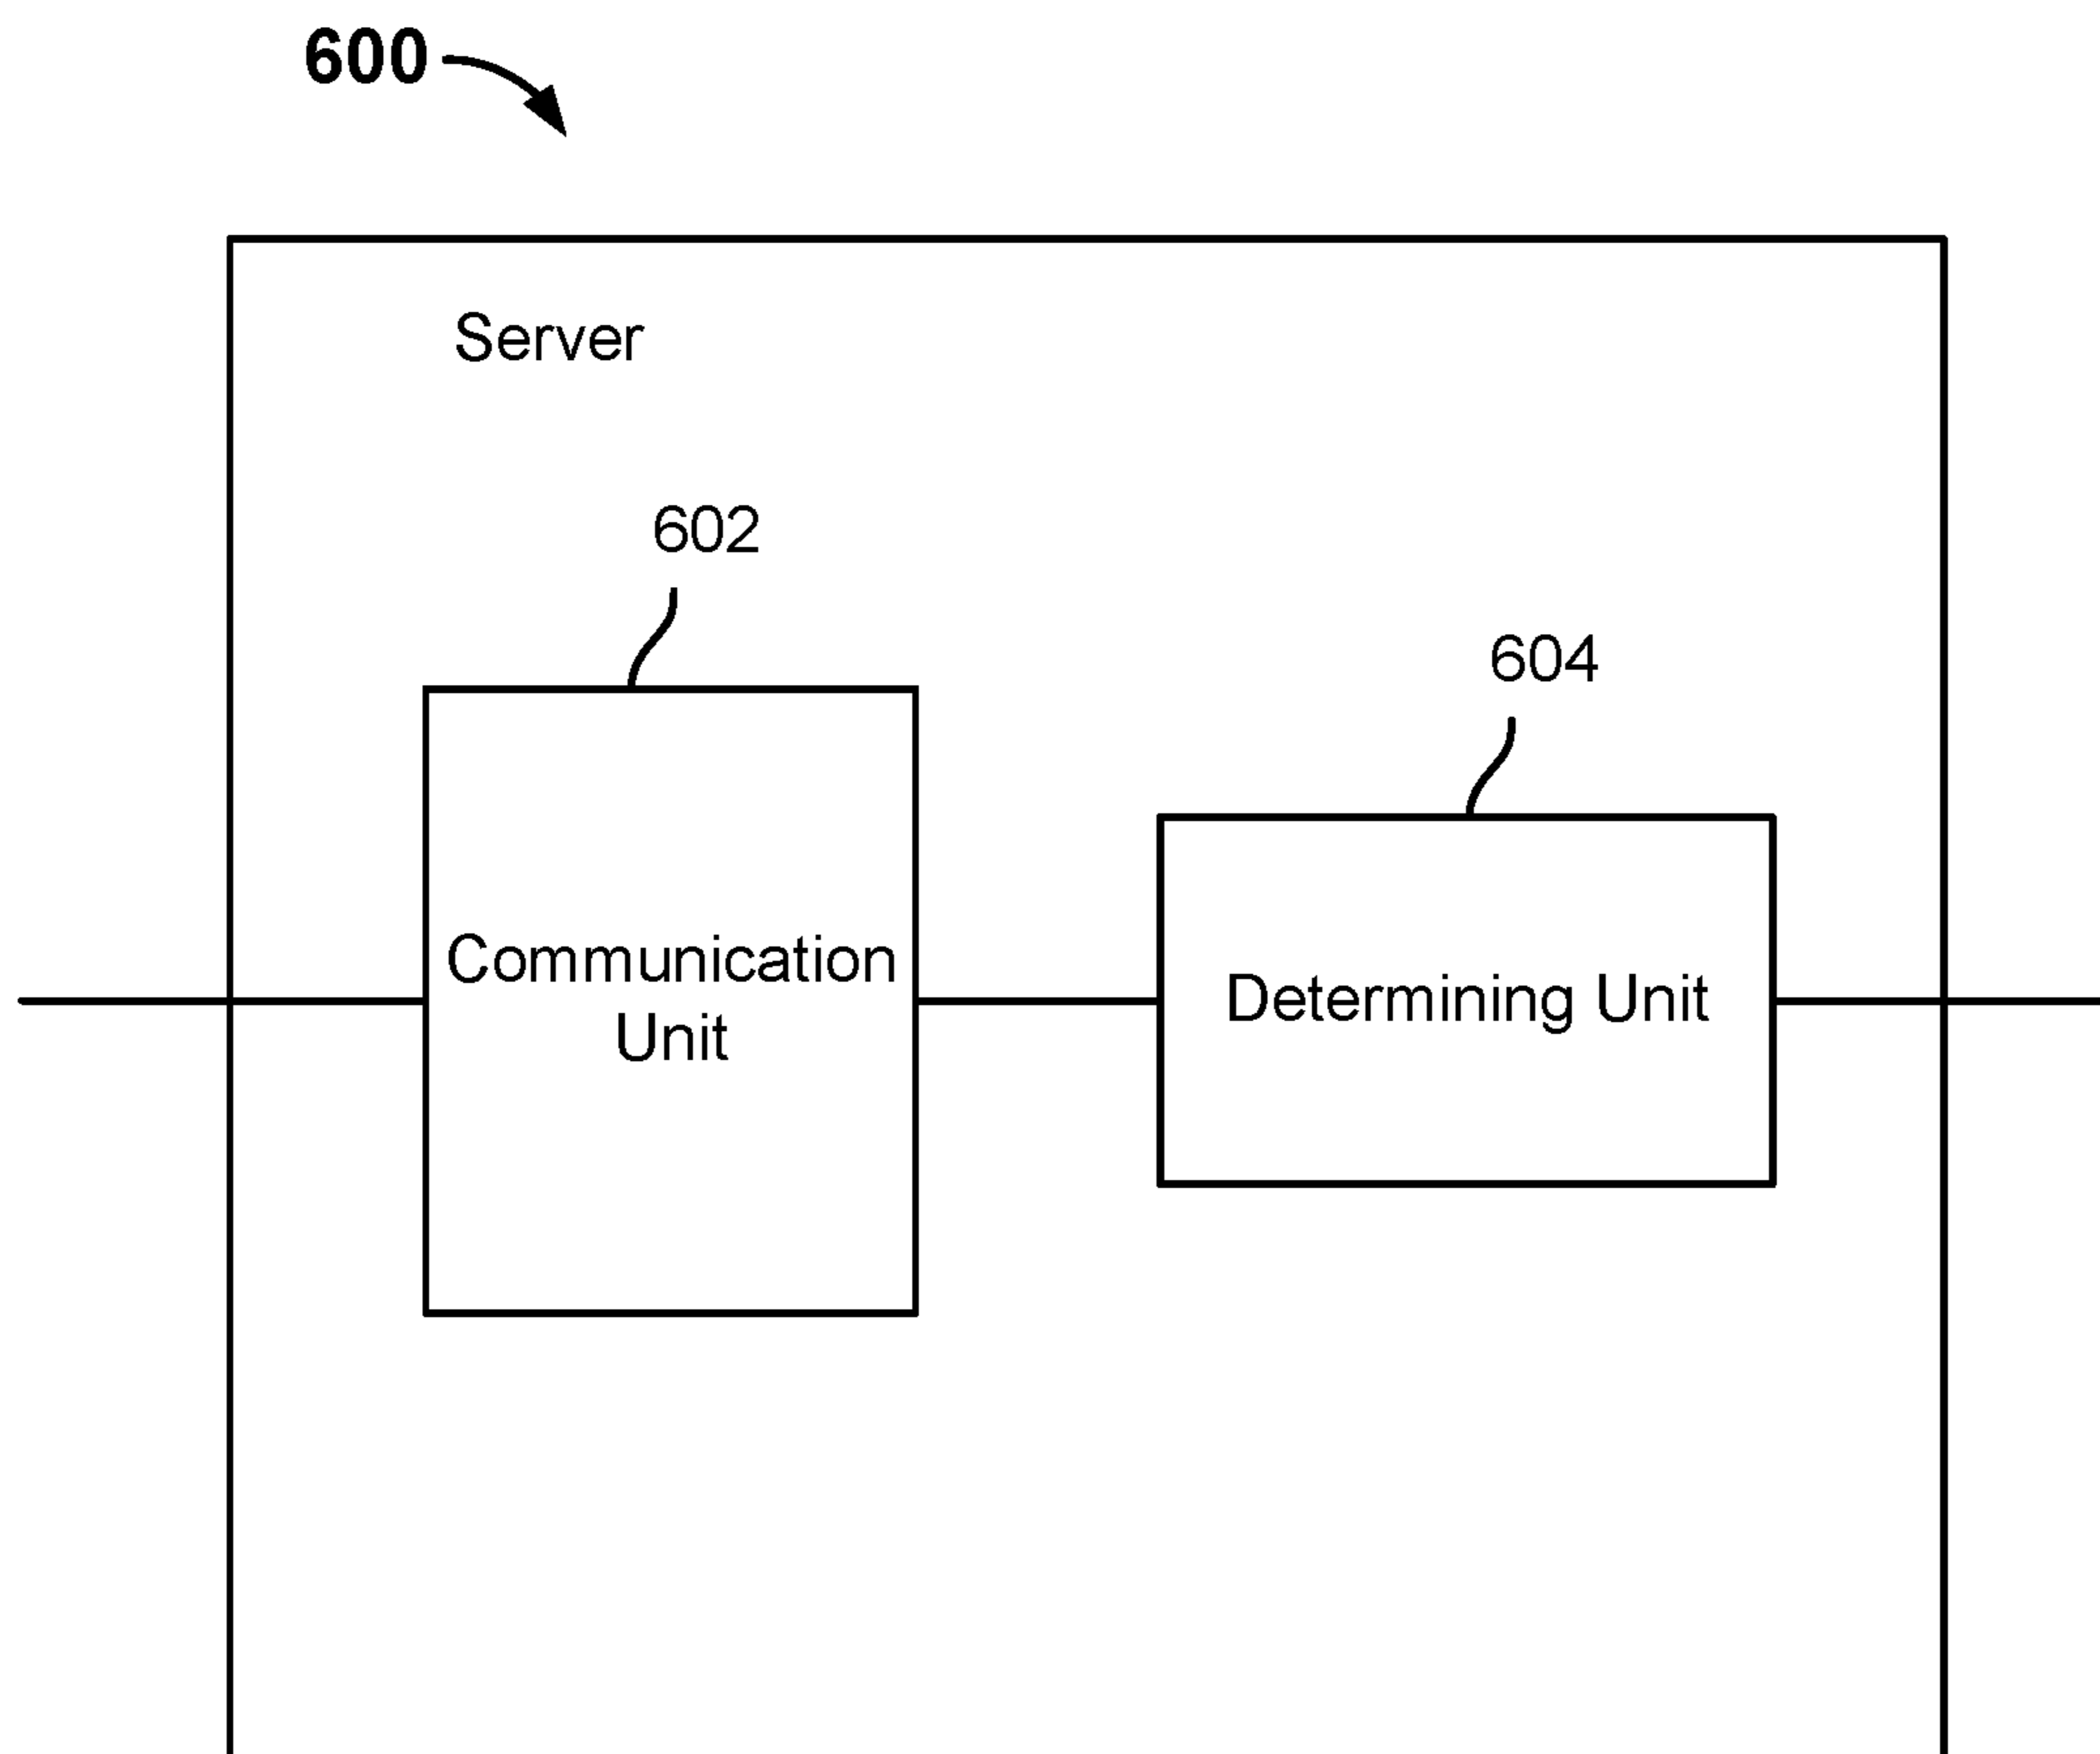 600
Server
602
604
Communication
Unit
Determining Unit